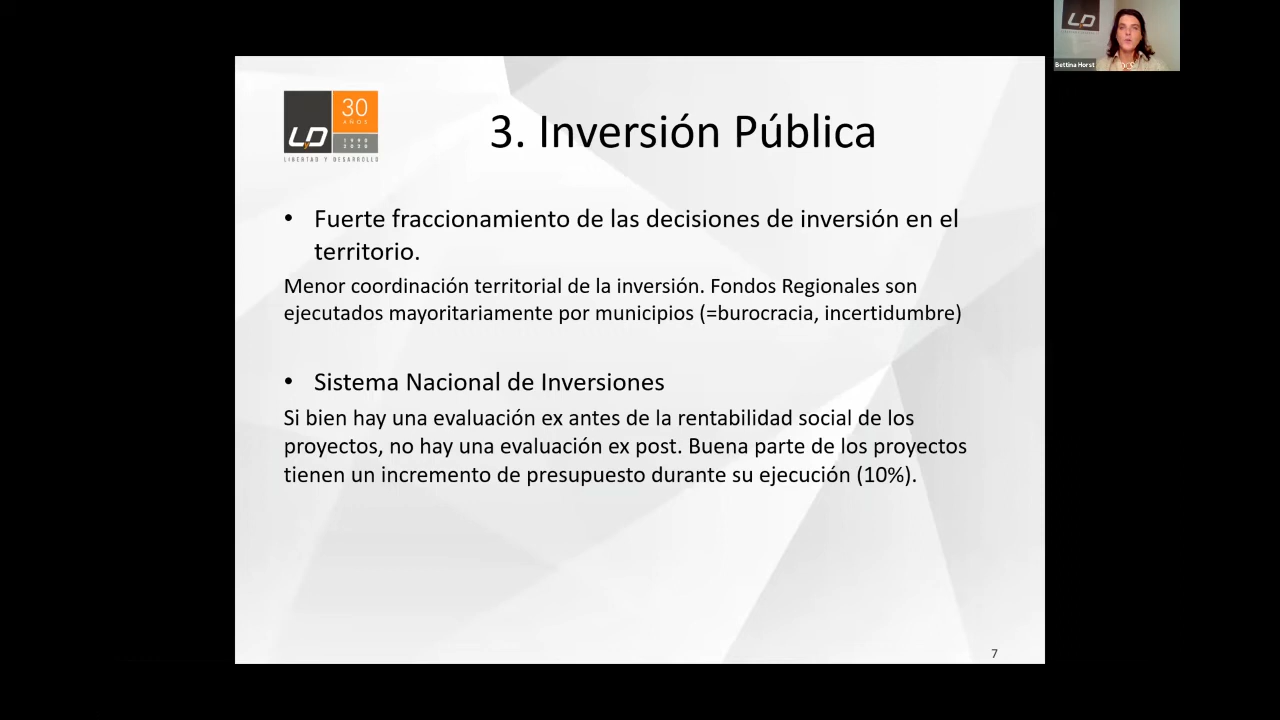 LD
Bettina Horst
30
AÑOS
LyD
1990
2020
LIBERTAD Y DESARROLLO
3. Inversión Pública
• Fuerte fraccionamiento de las decisiones de inversión en el
territorio.
Menor coordinación territorial de la inversión. Fondos Regionales son
ejecutados mayoritariamente por municipios (=burocracia, incertidumbre)
• Sistema Nacional de Inversiones
Si bien hay una evaluación ex antes de la rentabilidad social de los
proyectos, no hay una evaluación ex post. Buena parte de los proyectos
tienen un incremento de presupuesto durante su ejecución (10%).
7